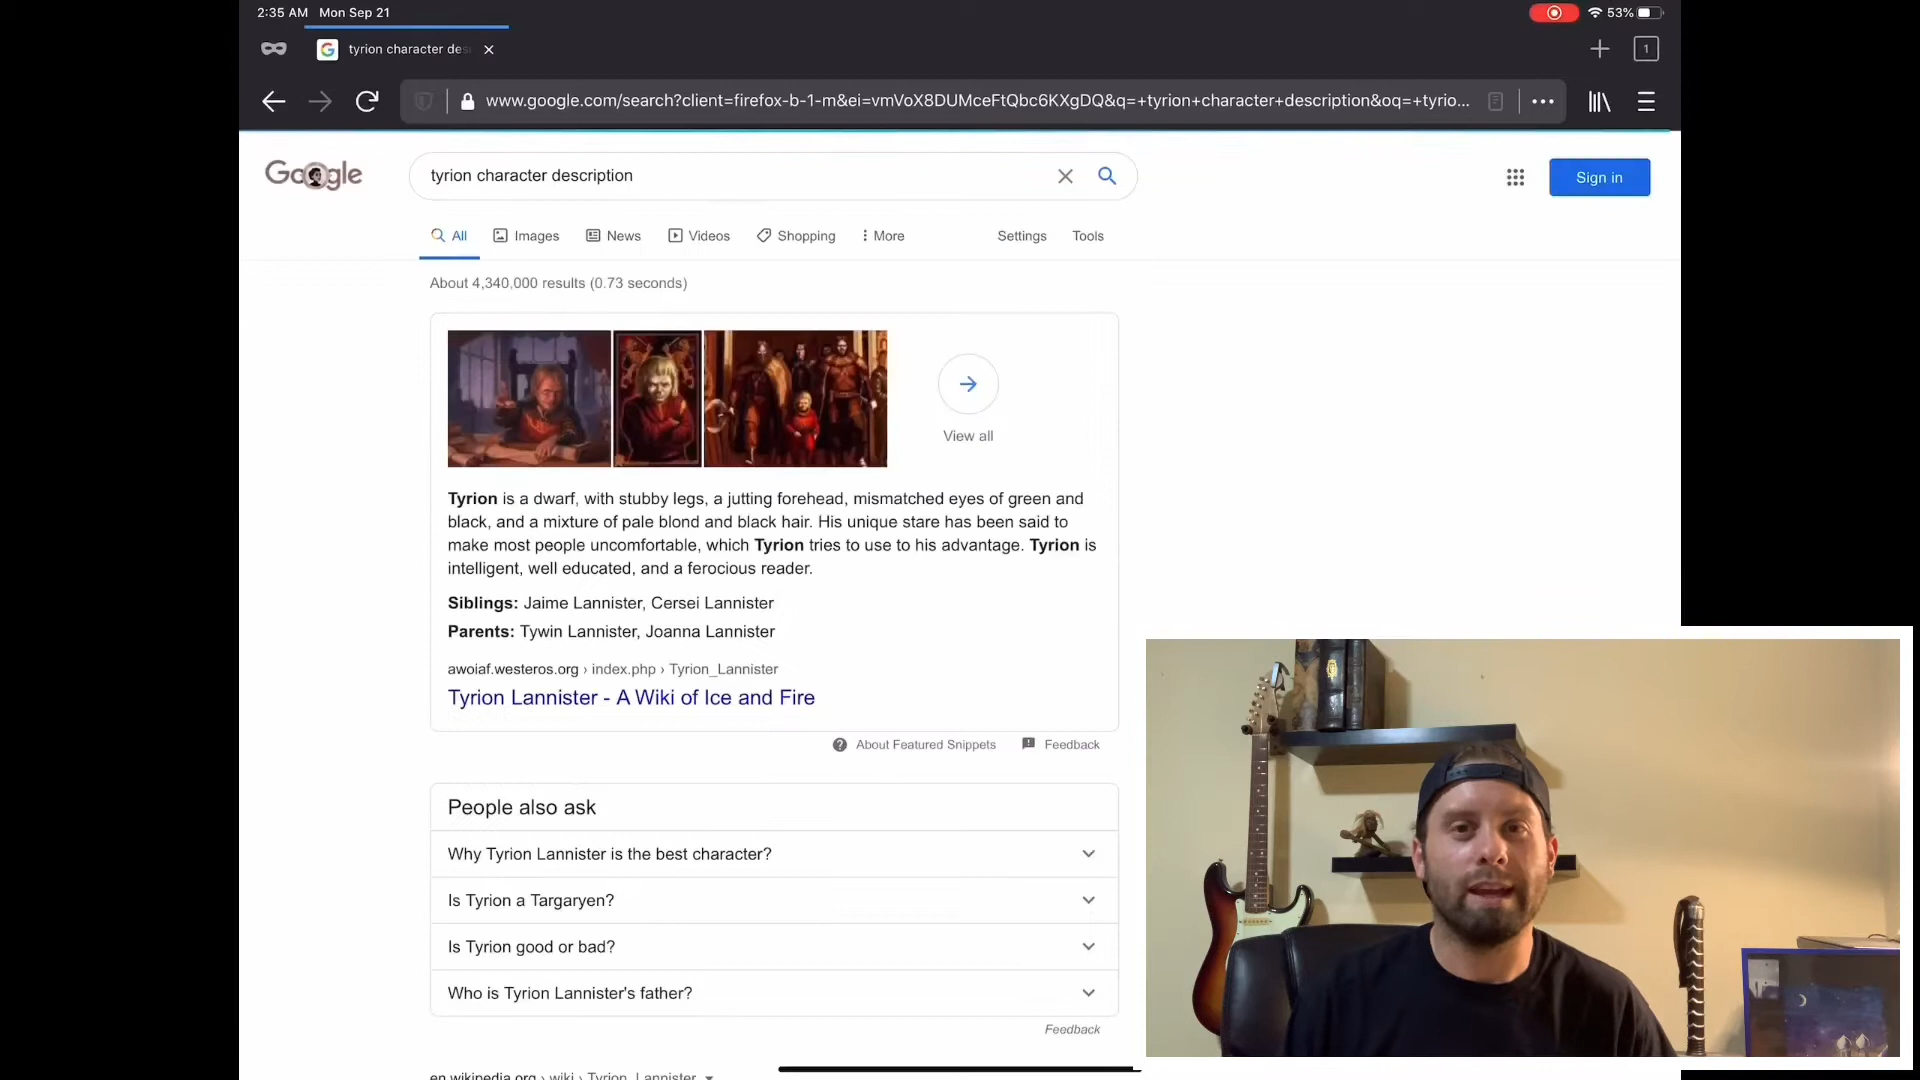 2:35 AM Mon Sep 21
53%
tyrion character des
1
www.google.com/search?client=firefox-b-1-m&ei=vmVoX8DUMceFtQbc6KXgDQ&q=+tyrion+character+description&oq=+tyrio...
Google
tyrion character description
Sign in
All Images News Videos Shopping More Settings Tools
About 4,340,000 results (0.73 seconds)
View all
Tyrion is a dwarf, with stubby legs, a jutting forehead, mismatched eyes of green and
black, and a mixture of pale blond and black hair. His unique stare has been said to
make most people uncomfortable, which Tyrion tries to use to his advantage. Tyrion is
intelligent, well educated, and a ferocious reader.
Siblings: Jaime Lannister, Cersei Lannister
Parents: Tywin Lannister, Joanna Lannister
awoiaf.westeros.org › index.php › Tyrion_Lannister
Tyrion Lannister - A Wiki of Ice and Fire
About Featured Snippets Feedback
People also ask
Why Tyrion Lannister is the best character?
Is Tyrion a Targaryen?
Is Tyrion good or bad?
Who is Tyrion Lannister's father?
Feedback
en.wikipedia.org › wiki › Tyrion_Lannister